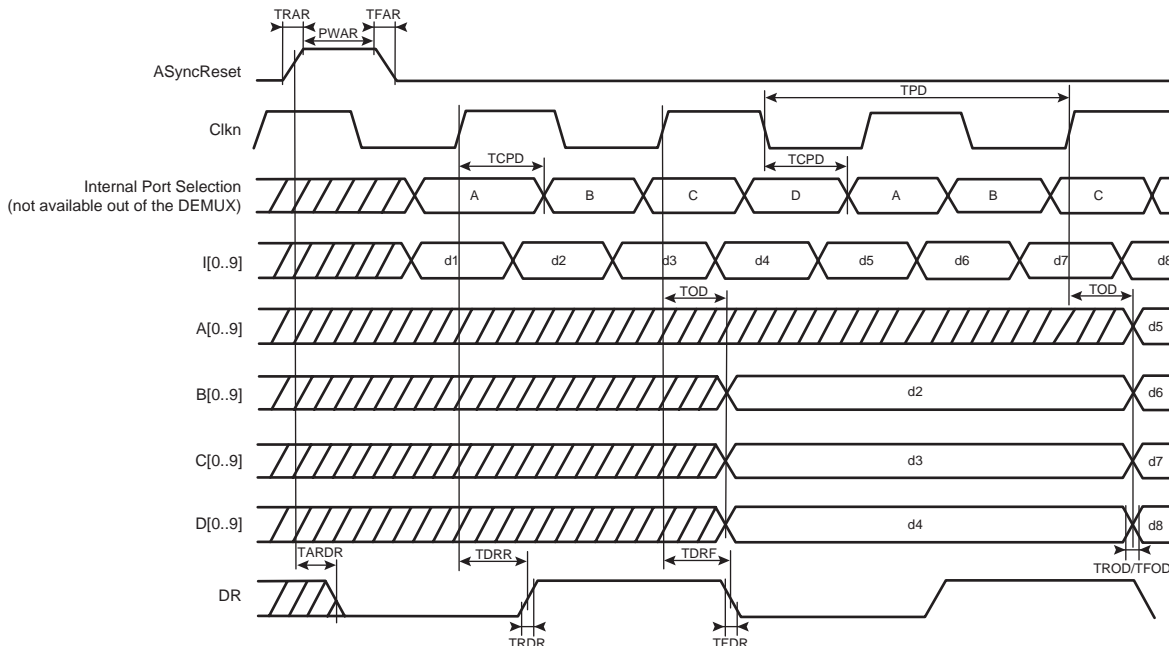 TRAR TFAR
PWAR
ASyncReset
TPD
Clkn
TCPD TCPD
Internal Port Selection
(not available out of the DEMUX)
A B C D A B C
I[0..9]
d1 d2 d3 d4 d5 d6 d7 d8
TOD TOD
A[0..9]
d5
B[0..9]
d2 d6
C[0..9]
d3 d7
D[0..9]
d4 d8
TARDR TDRR TDRF TROD/TFOD
DR
TRDR TFDR